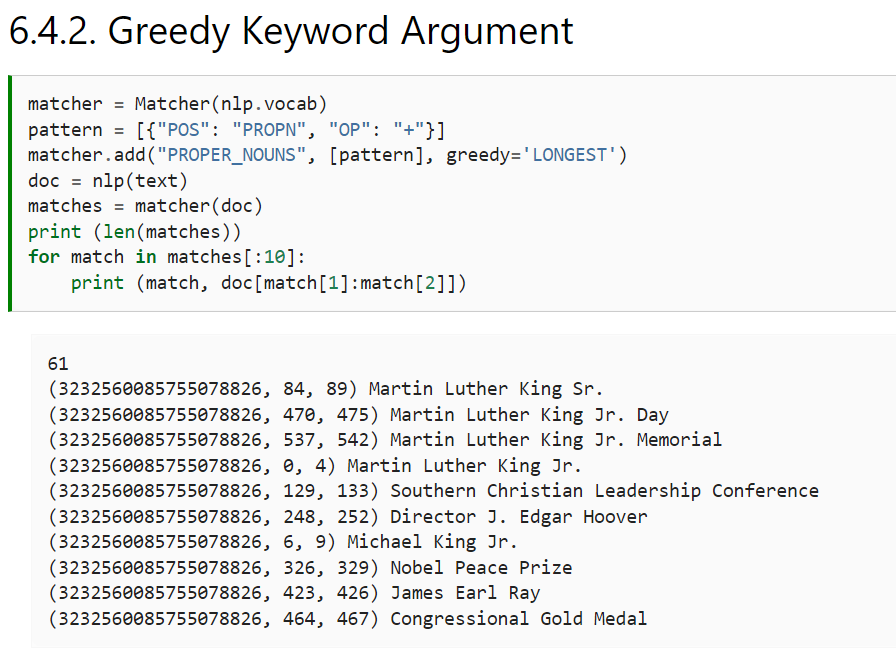 6.4.2. Greedy Keyword Argument
matcher = Matcher(nlp.vocab)
pattern = [{"POS": "PROPN", "OP": "+"}]
matcher.add("PROPER_NOUNS", [pattern], greedy='LONGEST')
doc = nlp(text)
matches = matcher(doc)
print (len(matches))
for match in matches[:10]:
    print (match, doc[match[1]:match[2]])
61
(3232560085755078826, 84, 89) Martin Luther King Sr.
(3232560085755078826, 470, 475) Martin Luther King Jr. Day
(3232560085755078826, 537, 542) Martin Luther King Jr. Memorial
(3232560085755078826, 0, 4) Martin Luther King Jr.
(3232560085755078826, 129, 133) Southern Christian Leadership Conference
(3232560085755078826, 248, 252) Director J. Edgar Hoover
(3232560085755078826, 6, 9) Michael King Jr.
(3232560085755078826, 326, 329) Nobel Peace Prize
(3232560085755078826, 423, 426) James Earl Ray
(3232560085755078826, 464, 467) Congressional Gold Medal